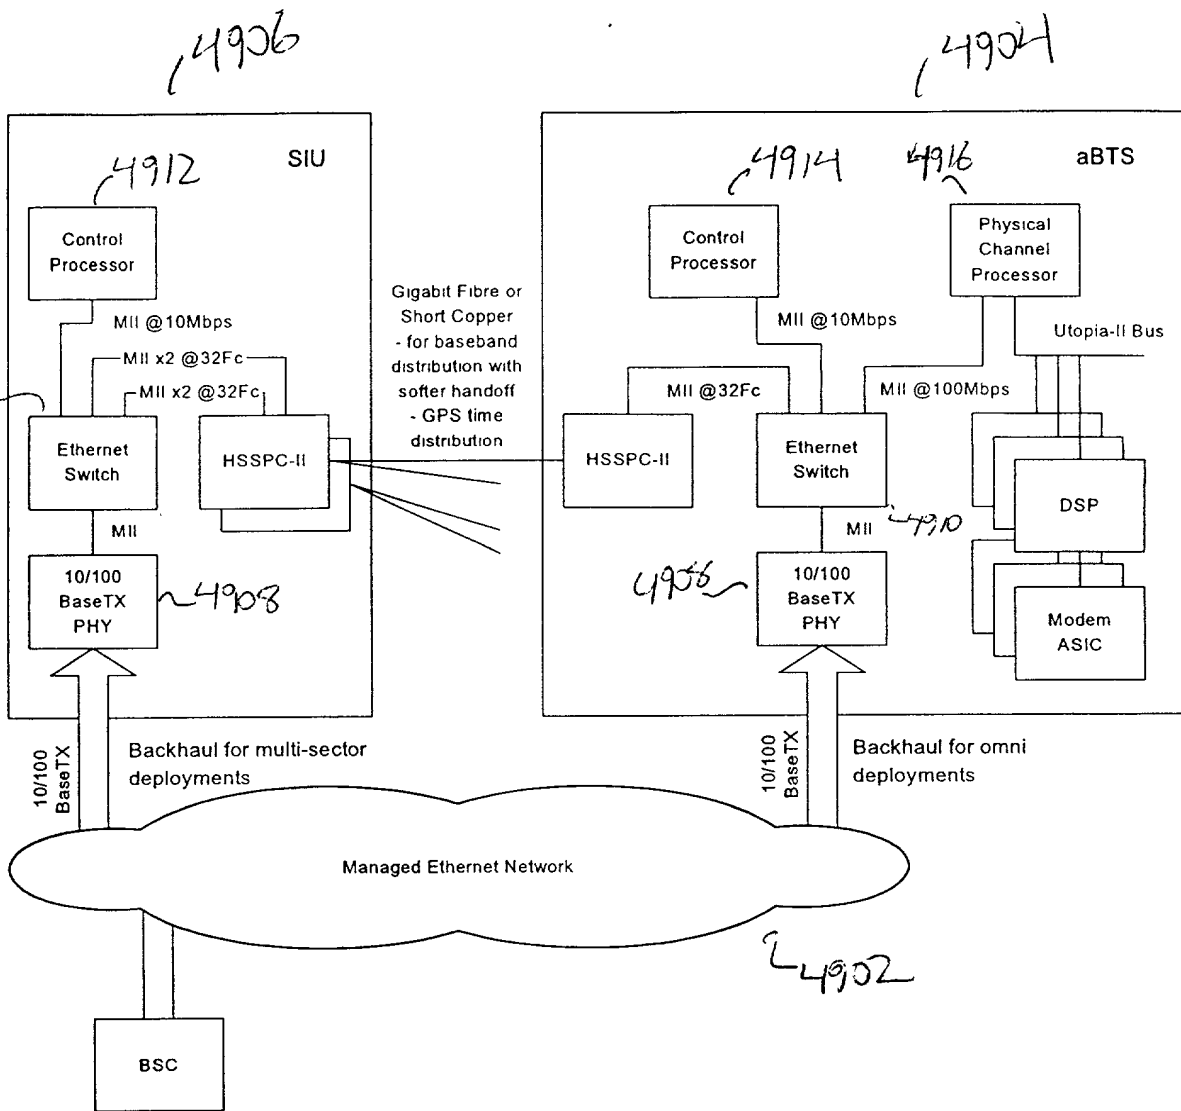 4906
4904
SIU
4912
Control
Processor
MII @10Mbps
MII x2 @32Fc
MII x2 @32Fc
Ethernet
Switch
HSSPC-II
MII
10/100
BaseTX
PHY
4908
Gigabit Fibre or
Short Copper
- for baseband
distribution with
softer handoff
- GPS time
distribution
aBTS
4914
4916
Control
Processor
Physical
Channel
Processor
MII @10Mbps
Utopia-II Bus
MII @32Fc
MII @100Mbps
HSSPC-II
Ethernet
Switch
4910
MII
DSP
10/100
BaseTX
PHY
Modem
ASIC
10/100
BaseTX
Backhaul for multi-sector
deployments
10/100
BaseTX
Backhaul for omni
deployments
Managed Ethernet Network
4902
BSC